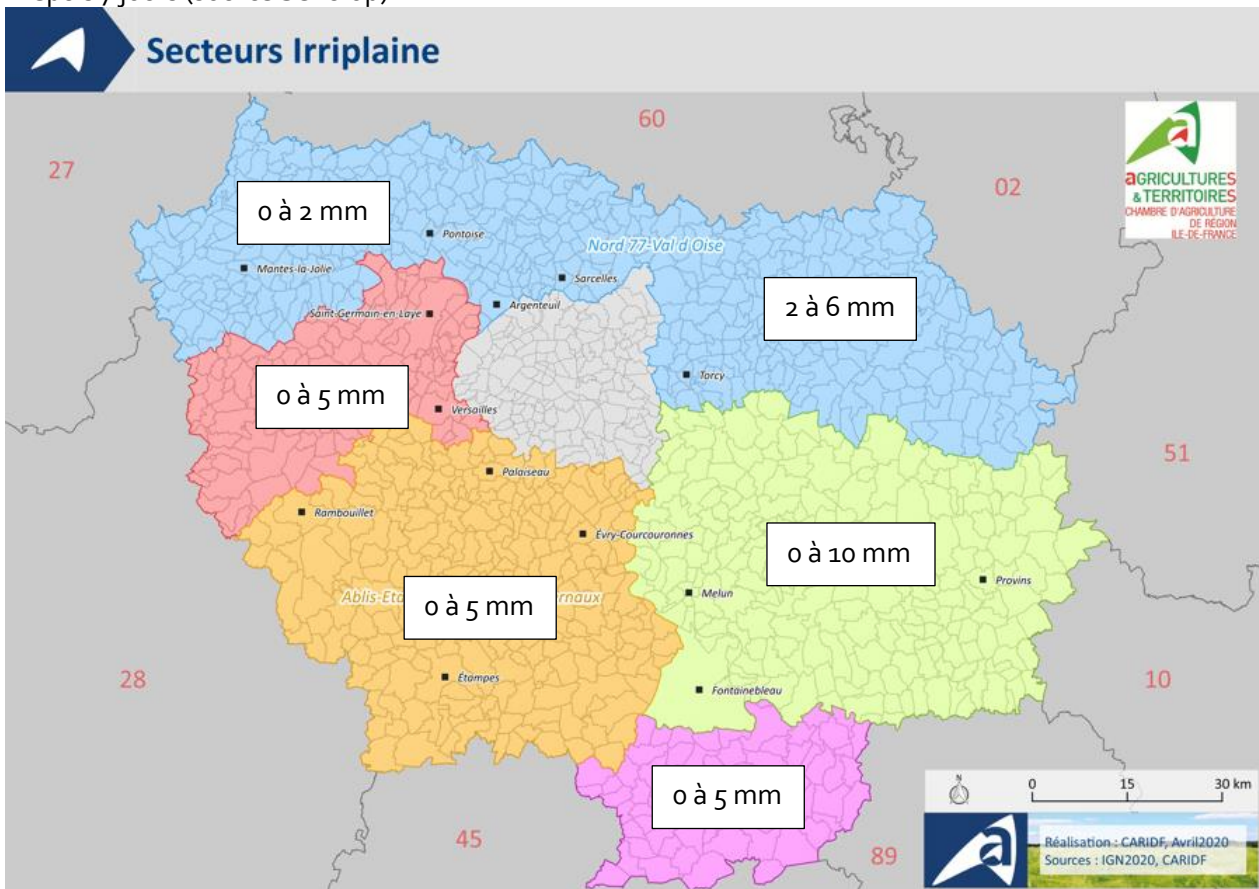 Secteurs Irriplaine
60
27
02
aGRICULTURES
& TERRITOIRES
CHAMBRE D'AGRICULTURE
DE RÉGION
ILE-DE-FRANCE
0 à 2 mm
Pontoise
Nord 77-Val d'Oise
Mantes-la-Jolie
Sarcelles
2 à 6 mm
Argenteuil
Saint-Germain-en-Laye
Torcy
0 à 5 mm
Versailles
51
Palaiseau
Rambouillet
Évry-Courcouronnes
0 à 10 mm
Provins
Melun
0 à 5 mm
Étampes
28
10
Fontainebleau
0 à 5 mm
N
0 15 30 km
45
89
Réalisation : CARIDF, Avril2020
Sources : IGN2020, CARIDF